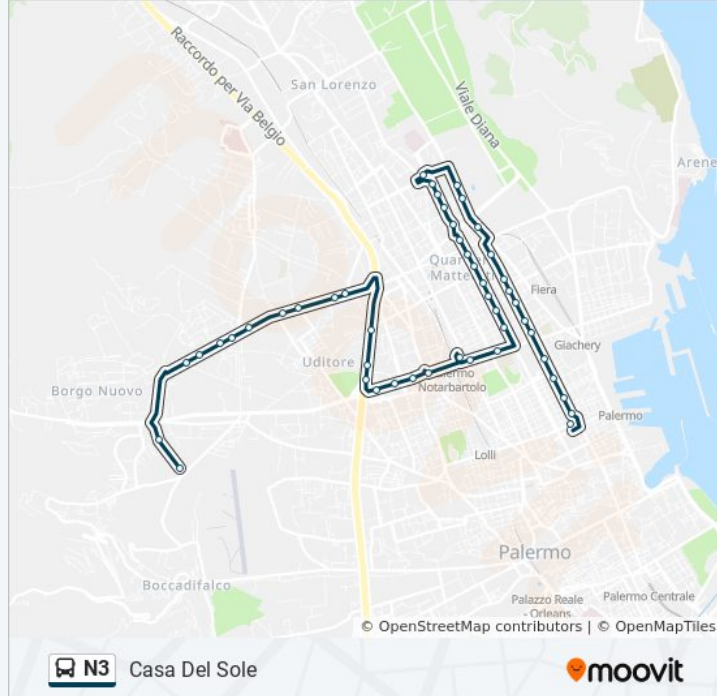 Raccordo per Via Belgio
San Lorenzo
Viale Diana
Arene
Fiera
Giachery
Uditore
Notarbartolo
Borgo Nuovo
Palermo
Lolli
Palermo
Boccadifalco
Palazzo Reale
- Orleans
Palermo Centrale
© OpenStreetMap contributors | © OpenMapTiles
N3 Casa Del Sole
moovit